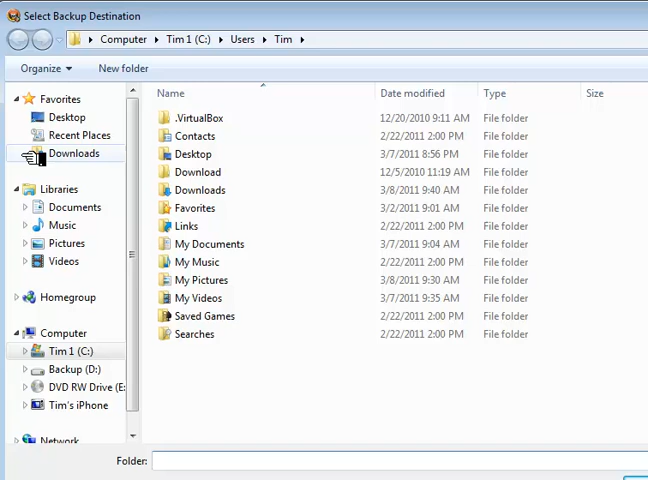 Select Backup Destination
Computer Tim 1 (C:) Users Tim
Organize New folder
Name Date modified Type Size
Favorites
Desktop
Recent Places
Downloads
Libraries
Documents
Music
Pictures
Videos
Homegroup
Computer
Tim 1 (C:)
Backup (D:)
DVD RW Drive (E:
Tim's iPhone
Network
.VirtualBox 12/20/2010 9:11 AM File folder
Contacts 2/22/2011 2:00 PM File folder
Desktop 3/7/2011 8:56 PM File folder
Download 12/5/2010 11:19 AM File folder
Downloads 3/8/2011 9:40 AM File folder
Favorites 3/2/2011 9:01 AM File folder
Links 2/22/2011 2:00 PM File folder
My Documents 3/7/2011 9:04 AM File folder
My Music 2/22/2011 2:00 PM File folder
My Pictures 3/8/2011 9:30 AM File folder
My Videos 3/7/2011 9:35 AM File folder
Saved Games 2/22/2011 2:00 PM File folder
Searches 2/22/2011 2:00 PM File folder
Folder: